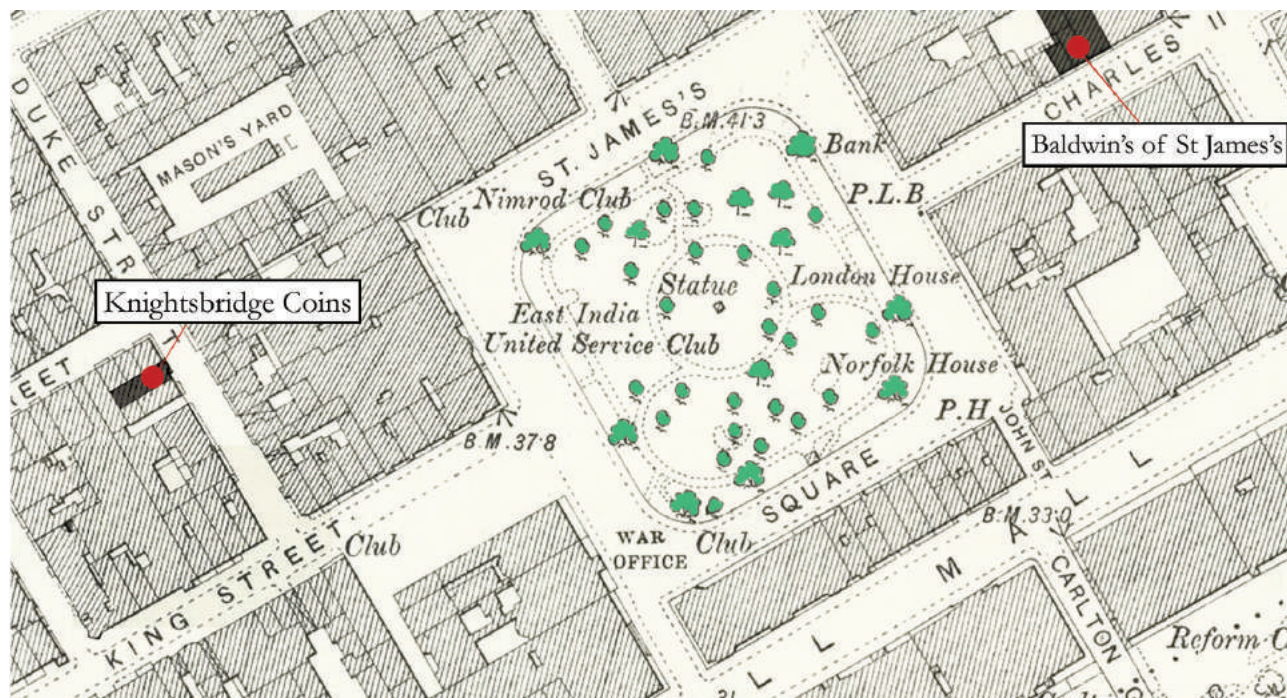 DUKE STREET
MASON'S YARD
ST. JAMES'S
B.M. 41·3
CHARLES II
Baldwin's of St James's
Bank
P.L.B
Nimrod Club
Club
Knightsbridge Coins
Statue
London House
East India
United Service Club
Norfolk House
P.H.
JOHN ST
B.M. 37·8
SQUARE
WAR
OFFICE
Club
B.M. 33·0
KING STREET
Club
LL MALL
CARLTON
Reform C